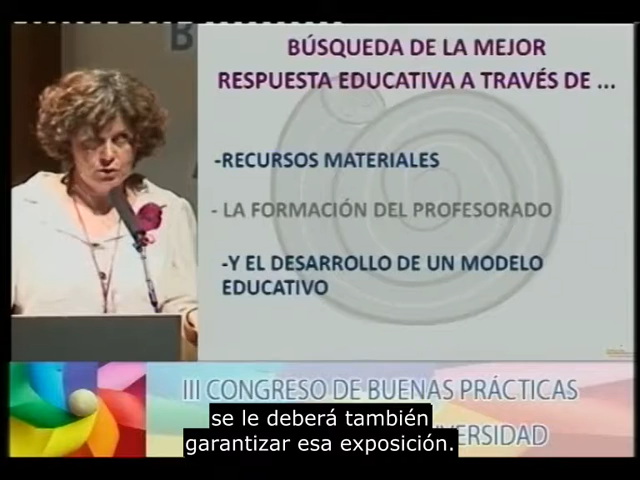 BÚSQUEDA DE LA MEJOR
RESPUESTA EDUCATIVA A TRAVÉS DE ...
-RECURSOS MATERIALES
- LA FORMACIÓN DEL PROFESORADO
-Y EL DESARROLLO DE UN MODELO
EDUCATIVO
III CONGRESO DE BUENAS PRÁCTICAS
se le deberá también
garantizar esa exposición.